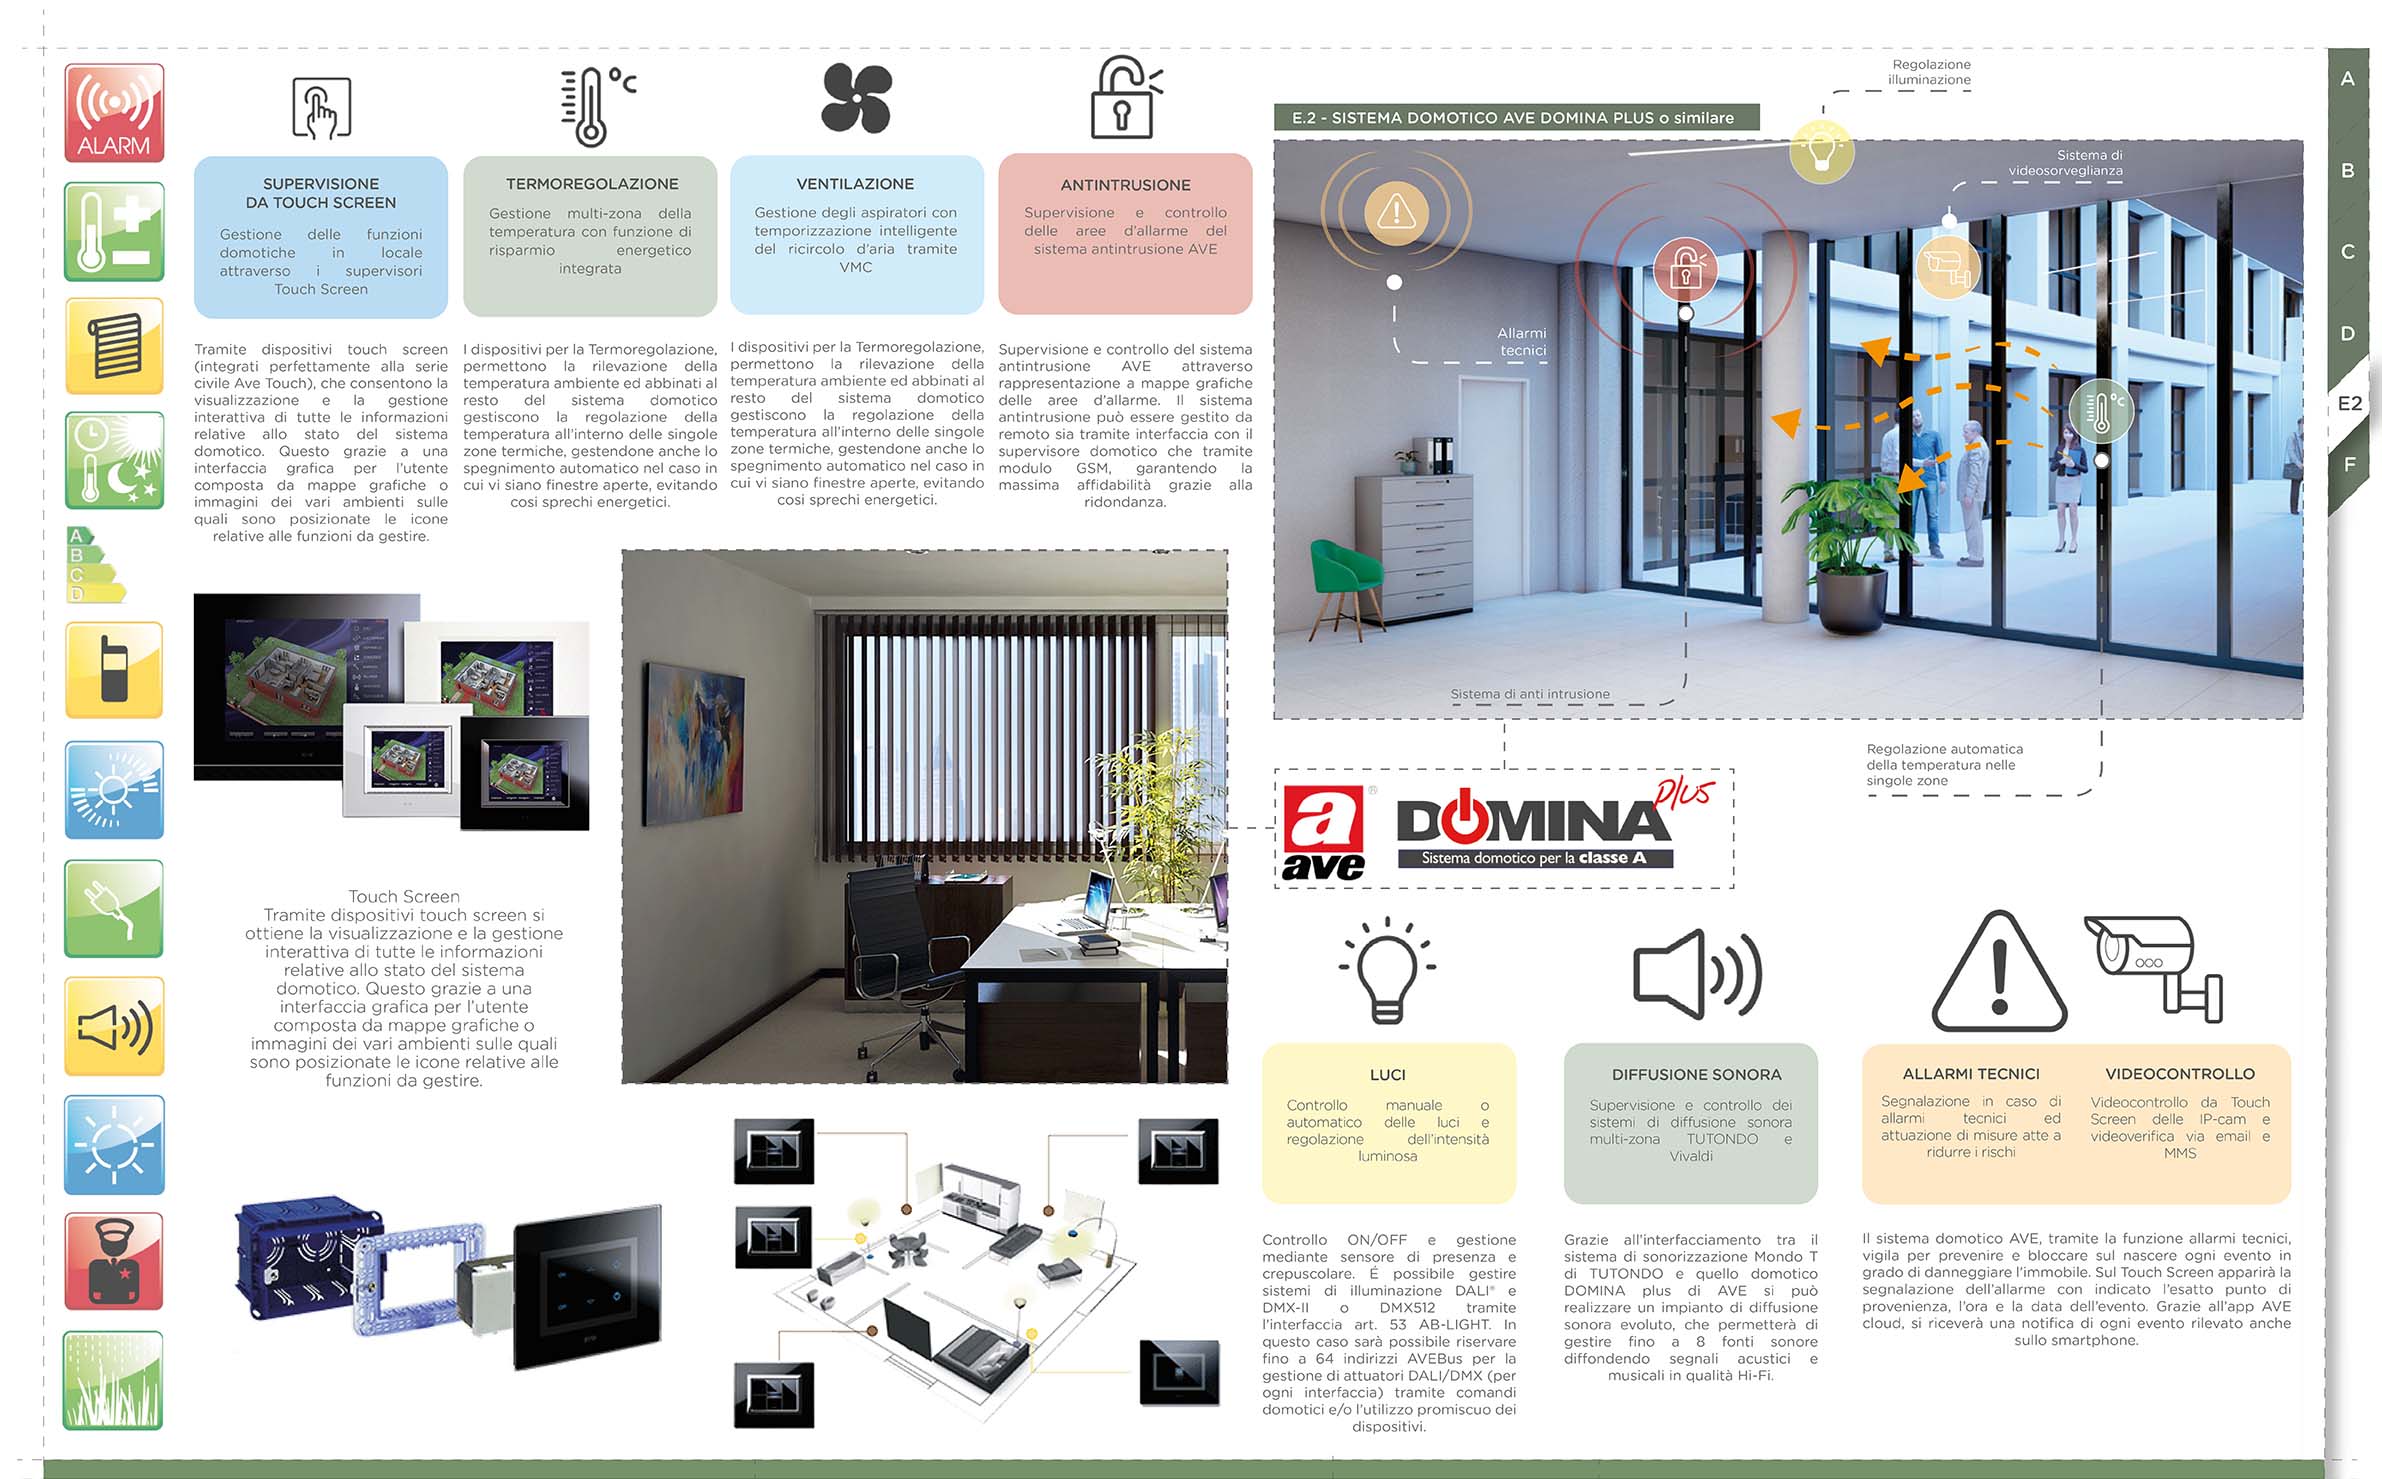 ALARM
A
B
C
D
SUPERVISIONE
DA TOUCH SCREEN
Gestione delle funzioni
domotiche in locale
attraverso i supervisori
Touch Screen
TERMOREGOLAZIONE
Gestione multi-zona della
temperatura con funzione di
risparmio energetico
integrata
VENTILAZIONE
Gestione degli aspiratori con
temporizzazione intelligente
del ricircolo d'aria tramite
VMC
ANTINTRUSIONE
Supervisione e controllo
delle aree d'allarme del
sistema antintrusione AVE
Tramite dispositivi touch screen
(integrati perfettamente alla serie
civile Ave Touch), che consentono la
visualizzazione e la gestione
interattiva di tutte le informazioni
relative allo stato del sistema
domotico. Questo grazie a una
interfaccia grafica per l'utente
composta da mappe grafiche o
immagini dei vari ambienti sulle
quali sono posizionate le icone
relative alle funzioni da gestire.
I dispositivi per la Termoregolazione,
permettono la rilevazione della
temperatura ambiente ed abbinati al
resto del sistema domotico
gestiscono la regolazione della
temperatura all'interno delle singole
zone termiche, gestendone anche lo
spegnimento automatico nel caso in
cui vi siano finestre aperte, evitando
cosi sprechi energetici.
I dispositivi per la Termoregolazione,
permettono la rilevazione della
temperatura ambiente ed abbinati al
resto del sistema domotico
gestiscono la regolazione della
temperatura all'interno delle singole
zone termiche, gestendone anche lo
spegnimento automatico nel caso in
cui vi siano finestre aperte, evitando
cosi sprechi energetici.
Supervisione e controllo del sistema
antintrusione AVE attraverso
rappresentazione a mappe grafiche
delle aree d'allarme. Il sistema
antintrusione può essere gestito da
remoto sia tramite interfaccia con il
supervisore domotico che tramite
modulo GSM, garantendo la
massima affidabilità grazie alla
ridondanza.
°C
Touch Screen
Tramite dispositivi touch screen si
ottiene la visualizzazione e la gestione
interattiva di tutte le informazioni
relative allo stato del sistema
domotico. Questo grazie a una
interfaccia grafica per l'utente
composta da mappe grafiche o
immagini dei vari ambienti sulle quali
sono posizionate le icone relative alle
funzioni da gestire.
Regolazione
illuminazione
E.2 - SISTEMA DOMOTICO AVE DOMINA PLUS o similare
Sistema di
videosorveglianza
Allarmi
tecnici
°C
Sistema di anti intrusione
Regolazione automatica
della temperatura nelle
singole zone
a
ave ®
DOMINA plus
Sistema domotico per la classe A
LUCI
Controllo manuale o
automatico delle luci e
regolazione dell'intensità
luminosa
DIFFUSIONE SONORA
Supervisione e controllo dei
sistemi di diffusione sonora
multi-zona TUTONDO e
Vivaldi
ALLARMI TECNICI
Segnalazione in caso di
allarmi tecnici ed
attuazione di misure atte a
ridurre i rischi
VIDEOCONTROLLO
Videocontrollo da Touch
Screen delle IP-cam e
videoverifica via email e
MMS
Controllo ON/OFF e gestione
mediante sensore di presenza e
crepuscolare. É possibile gestire
sistemi di illuminazione DALI® e
DMX-II o DMX512 tramite
l'interfaccia art. 53 AB-LIGHT. In
questo caso sarà possibile riservare
fino a 64 indirizzi AVEBus per la
gestione di attuatori DALI/DMX (per
ogni interfaccia) tramite comandi
domotici e/o l'utilizzo promiscuo dei
dispositivi.
Grazie all'interfacciamento tra il
sistema di sonorizzazione Mondo T
di TUTONDO e quello domotico
DOMINA plus di AVE si può
realizzare un impianto di diffusione
sonora evoluto, che permetterà di
gestire fino a 8 fonti sonore
diffondendo segnali acustici e
musicali in qualità Hi-Fi.
Il sistema domotico AVE, tramite la funzione allarmi tecnici,
vigila per prevenire e bloccare sul nascere ogni evento in
grado di danneggiare l'immobile. Sul Touch Screen apparirà la
segnalazione dell'allarme con indicato l'esatto punto di
provenienza, l'ora e la data dell'evento. Grazie all'app AVE
cloud, si riceverà una notifica di ogni evento rilevato anche
sullo smartphone.
A
B
C
D
E2
F